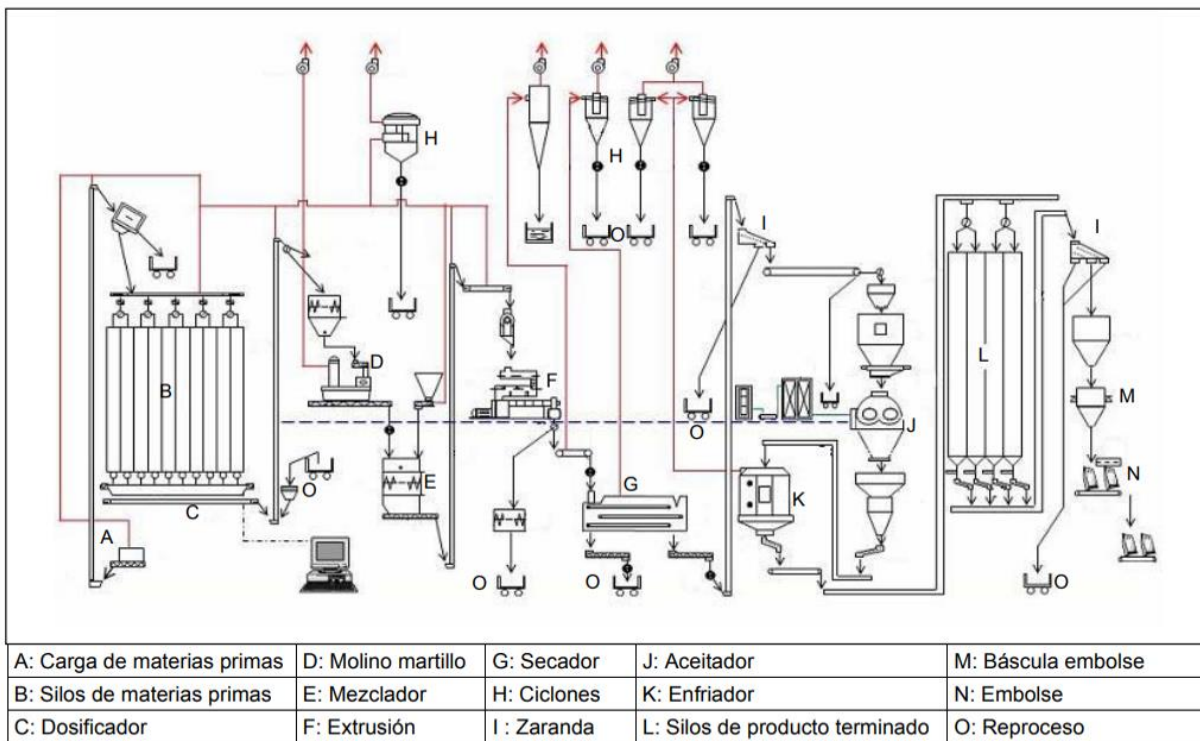 H
H
O
I
I
B
D
F
L
J
M
E
O
O
G
K
N
C
A
O
O
O
A: Carga de materias primas D: Molino martillo G: Secador J: Aceitador M: Báscula embolse
B: Silos de materias primas E: Mezclador H: Ciclones K: Enfriador N: Embolse
C: Dosificador F: Extrusión I : Zaranda L: Silos de producto terminado O: Reproceso